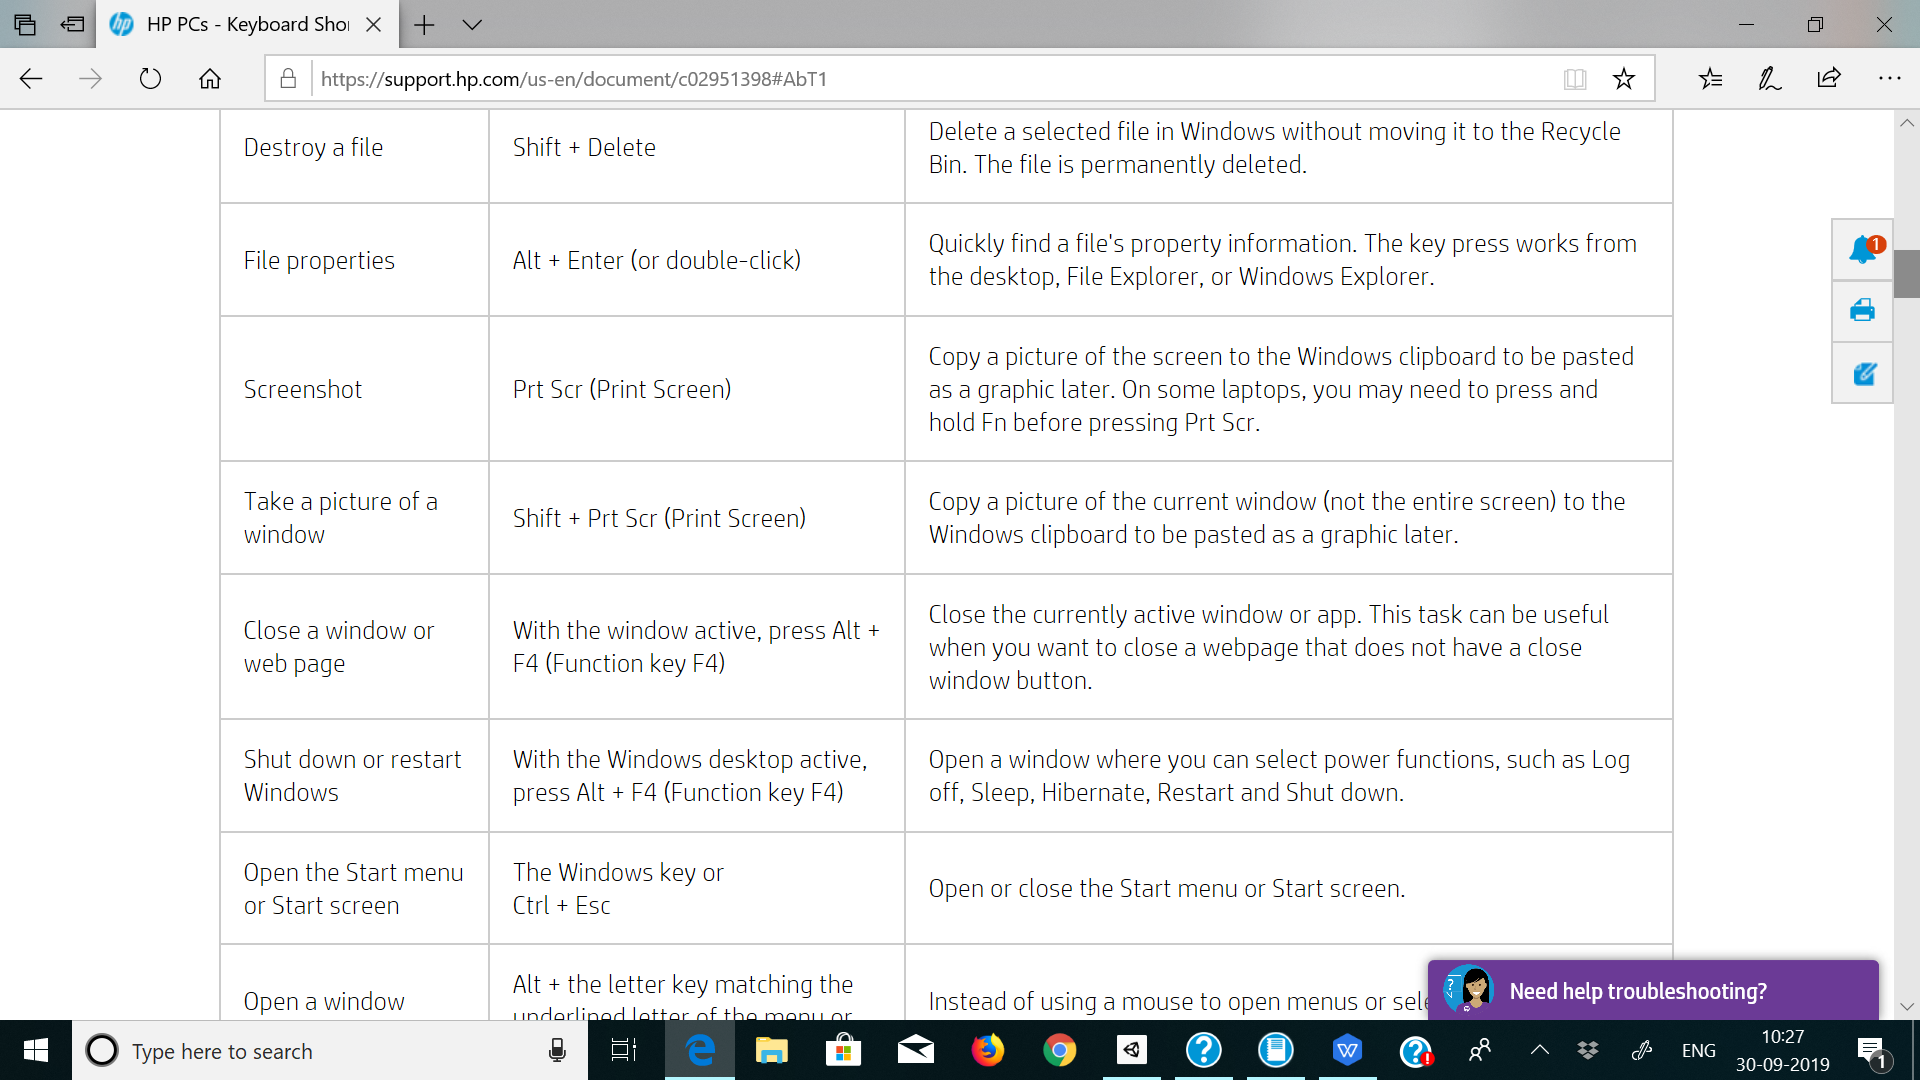 HP PCs - Keyboard Shor
https://support.hp.com/us-en/document/c02951398#AbT1
Destroy a file
Shift + Delete
Delete a selected file in Windows without moving it to the Recycle
Bin. The file is permanently deleted.
File properties
Alt + Enter (or double-click)
Quickly find a file's property information. The key press works from
the desktop, File Explorer, or Windows Explorer.
Screenshot
Prt Scr (Print Screen)
Copy a picture of the screen to the Windows clipboard to be pasted
as a graphic later. On some laptops, you may need to press and
hold Fn before pressing Prt Scr.
Take a picture of a
window
Shift + Prt Scr (Print Screen)
Copy a picture of the current window (not the entire screen) to the
Windows clipboard to be pasted as a graphic later.
Close a window or
web page
With the window active, press Alt +
F4 (Function key F4)
Close the currently active window or app. This task can be useful
when you want to close a webpage that does not have a close
window button.
Shut down or restart
Windows
With the Windows desktop active,
press Alt + F4 (Function key F4)
Open a window where you can select power functions, such as Log
off, Sleep, Hibernate, Restart and Shut down.
Open the Start menu
or Start screen
The Windows key or
Ctrl + Esc
Open or close the Start menu or Start screen.
Open a window
Alt + the letter key matching the
underlined letter of the menu or
Instead of using a mouse to open menus or sele
1
Need help troubleshooting?
Type here to search
ENG
10:27
30-09-2019
1